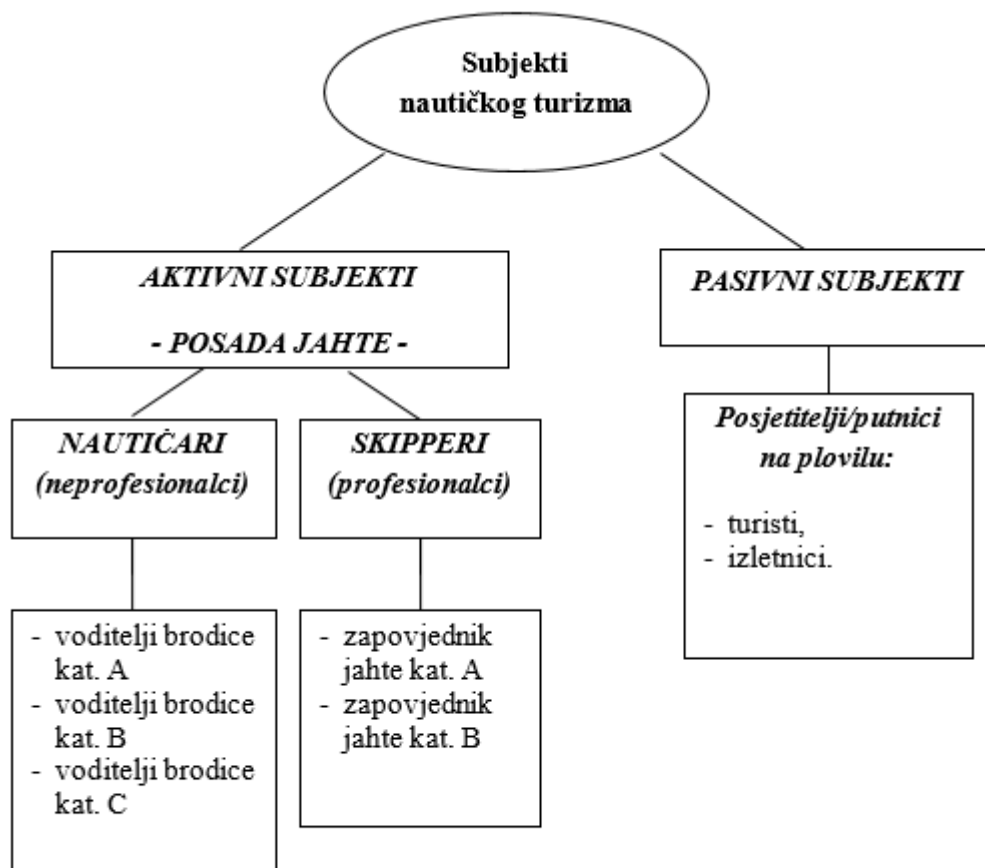 Subjekti
nautičkog turizma
AKTIVNI SUBJEKTI
- POSADA JAHTE -
PASIVNI SUBJEKTI
NAUTIČARI
(neprofesionalci)
SKIPPERI
(profesionalci)
Posjetitelji/putnici
na plovilu:
- turisti,
- izletnici.
- voditelji brodice
kat. A
- voditelji brodice
kat. B
- voditelji brodice
kat. C
- zapovjednik
jahte kat. A
- zapovjednik
jahte kat. B